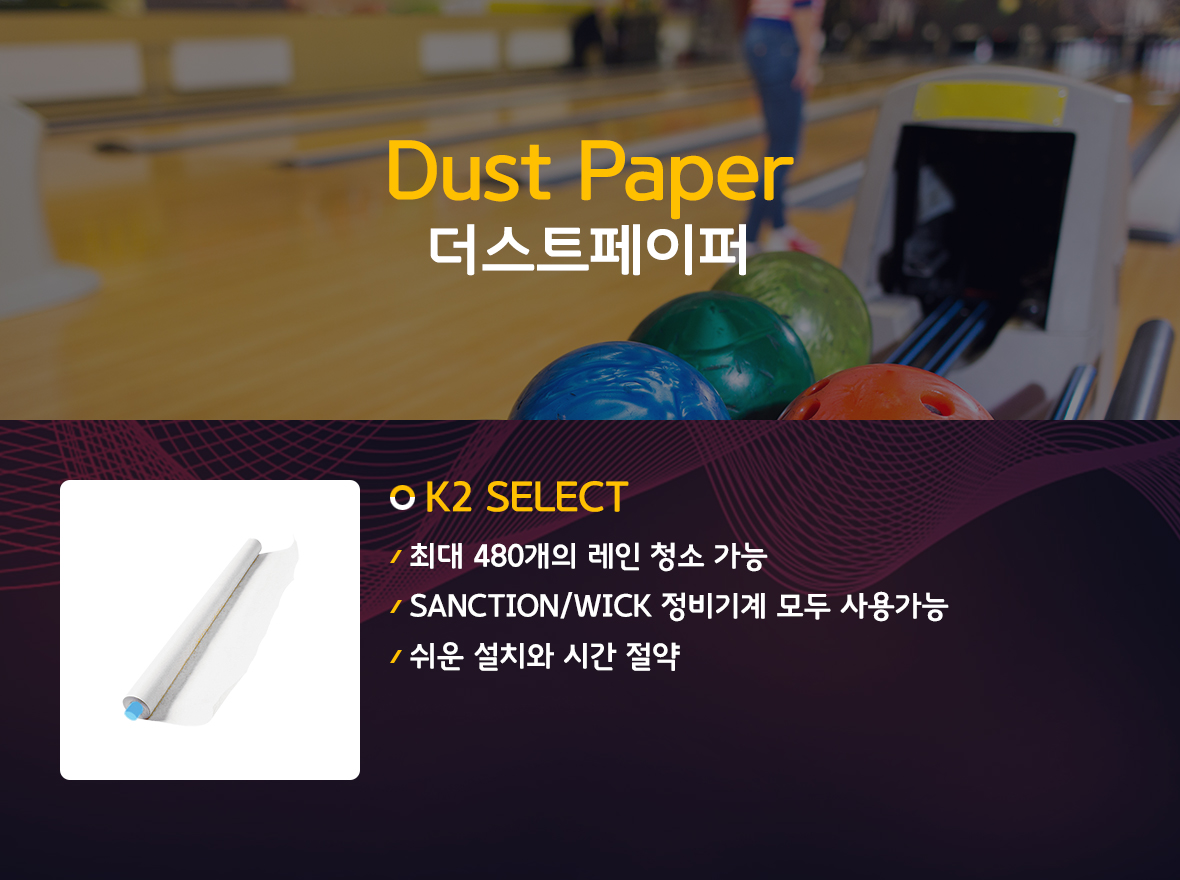 Dust Paper
더스트페이퍼
K2 SELECT
최대 480개의 레인 청소 가능
SANCTION/WICK 정비기계 모두 사용가능
쉬운 설치와 시간 절약